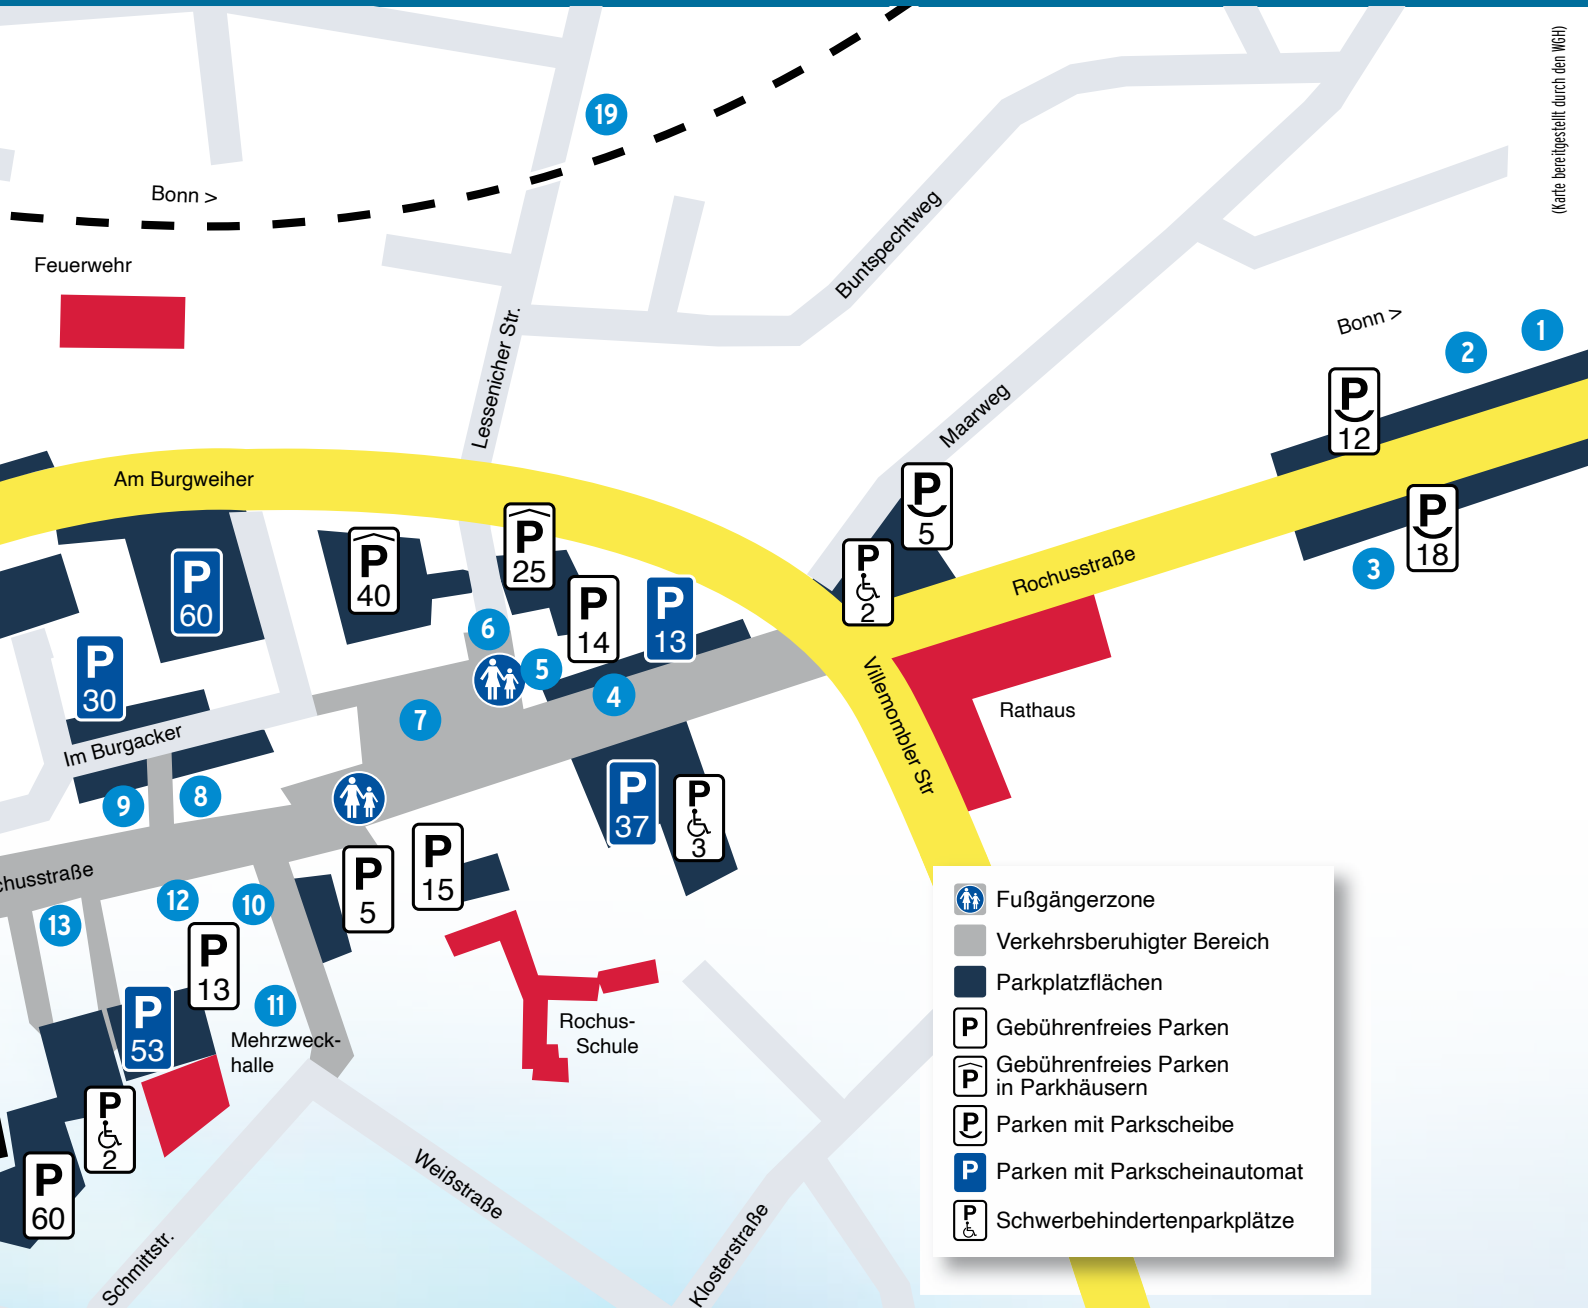 (Karte bereitgestellt durch den WGH)
19
Bonn >
Feuerwehr
Buntspechtweg
Lessenicher Str.
Bonn >
1
2
P
12
Maarweg
Am Burgweiher
P
5
P
18
3
P
25
P
40
P
60
P
2
Rochusstraße
P
14
P
13
6
5
4
P
30
7
Villemombler Str
Rathaus
Im Burgacker
9
8
P
37
P
3
P
15
P
5
chusstraße
12
10
13
P
13
11
P
53
Mehrzweck-
halle
Rochus-
Schule
P
2
P
60
Weißstraße
Schmittstr.
Klosterstraße
Fußgängerzone
Verkehrsberuhigter Bereich
Parkplatzflächen
P
Gebührenfreies Parken
P
Gebührenfreies Parken
in Parkhäusern
P
Parken mit Parkscheibe
P
Parken mit Parkscheinautomat
P
Schwerbehindertenparkplätze